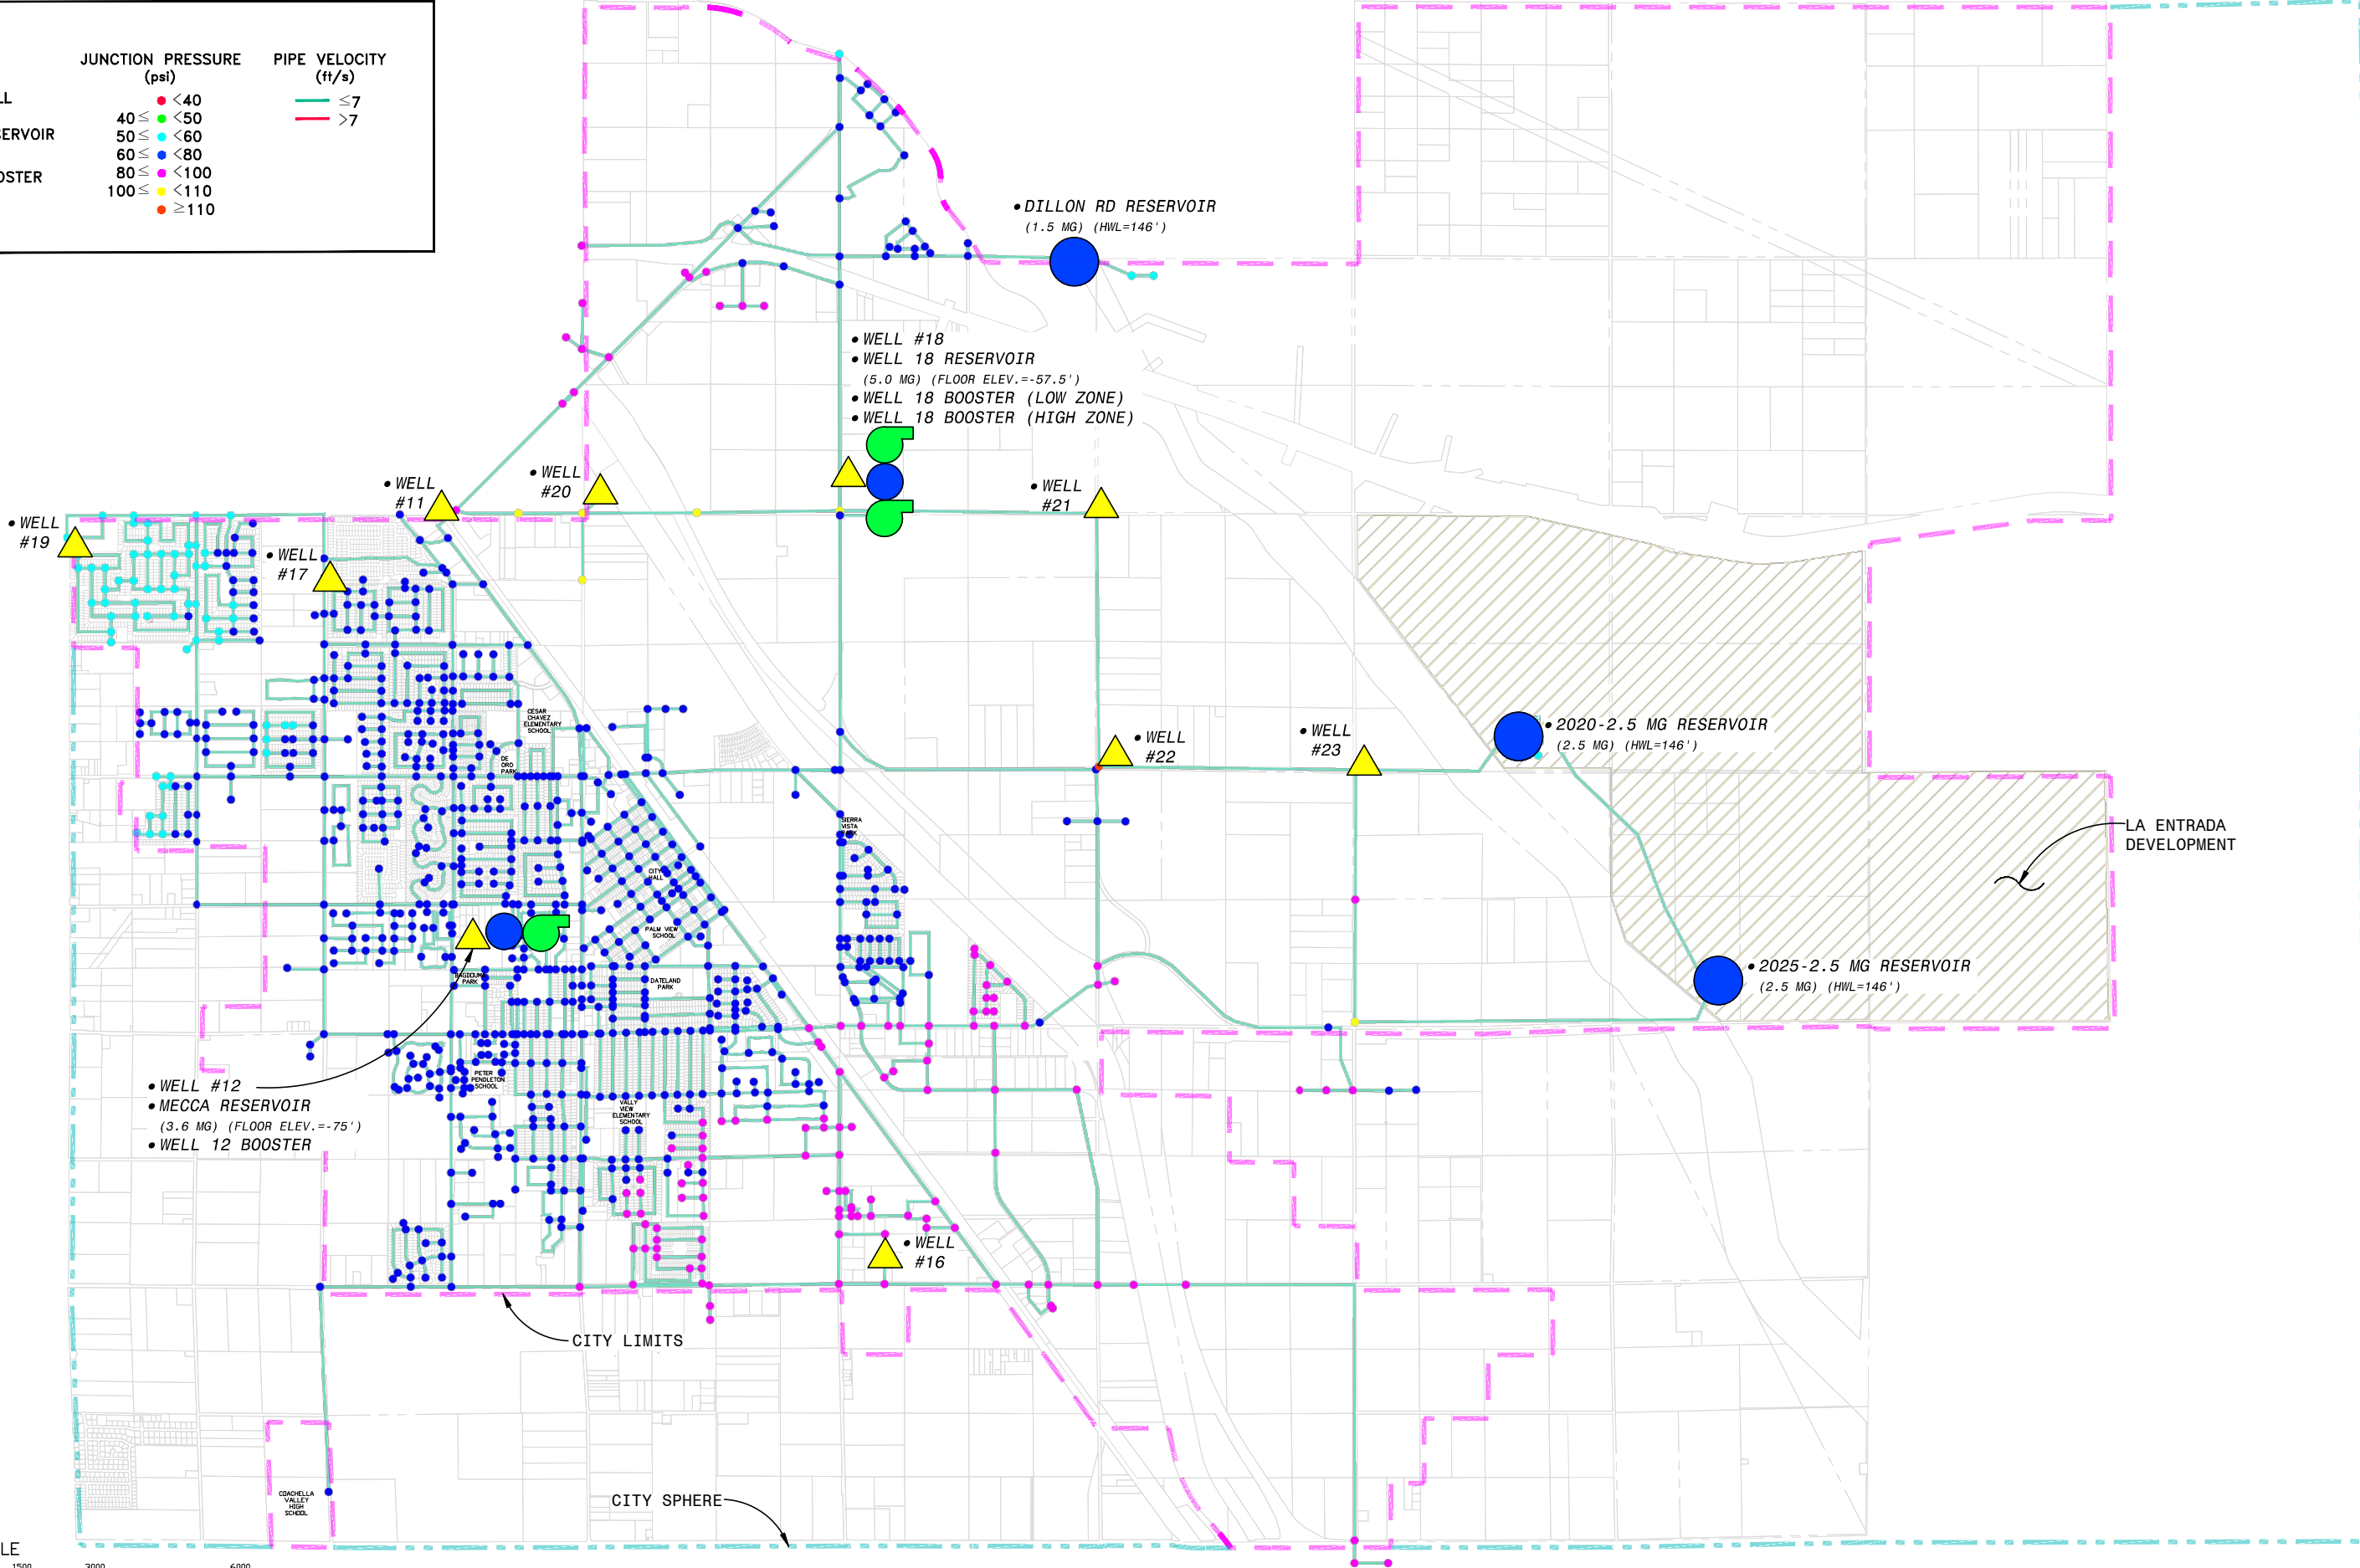 JUNCTION PRESSURE
(psi)
<40
40≤ <50
50≤ <60
60≤ <80
80≤ <100
100≤ <110
≥110
PIPE VELOCITY
(ft/s)
≤7
>7
•DILLON RD RESERVOIR
(1.5 MG) (HWL=146')
•WELL #18
•WELL 18 RESERVOIR
(5.0 MG) (FLOOR ELEV.=-57.5')
•WELL 18 BOOSTER (LOW ZONE)
•WELL 18 BOOSTER (HIGH ZONE)
•WELL
#11
•WELL
#20
•WELL
#21
•WELL
#19
•WELL
#17
CESAR
CHAVEZ
ELEMENTARY
SCHOOL
DE
ORO
PARK
•WELL
#22
•WELL
#23
•2020-2.5 MG RESERVOIR
(2.5 MG) (HWL=146')
SIERRA
VISTA
PARK
LA ENTRADA
DEVELOPMENT
CITY
HALL
PALM VIEW
SCHOOL
BAGDOUMA
PARK
DATELAND
PARK
•2025-2.5 MG RESERVOIR
(2.5 MG) (HWL=146')
PETER
PENDLETON
SCHOOL
•WELL #12
•MECCA RESERVOIR
(3.6 MG) (FLOOR ELEV.=-75')
•WELL 12 BOOSTER
VALLY
VIEW
ELEMENTARY
SCHOOL
•WELL
#16
CITY LIMITS
CITY SPHERE
COACHELLA
VALLEY
HIGH
SCHOOL
1500 3000 6000